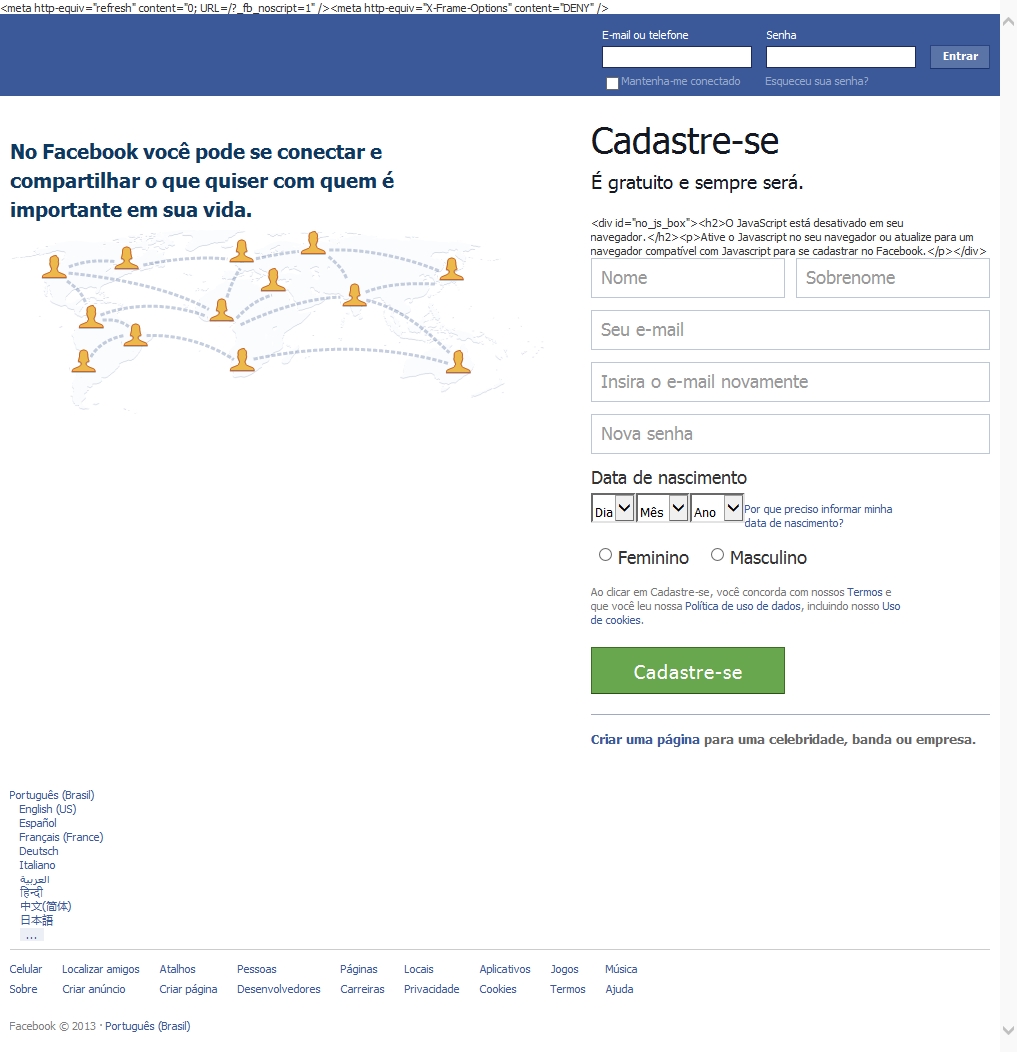 <meta http-equiv="refresh" content="0; URL=/?_fb_noscript=1" /><meta http-equiv="X-Frame-Options" content="DENY" />
E-mail ou telefone
Senha
Entrar
Mantenha-me conectado
Esqueceu sua senha?
No Facebook você pode se conectar e
compartilhar o que quiser com quem é
importante em sua vida.
Cadastre-se
É gratuito e sempre será.
<div id="no_js_box"><h2>O JavaScript está desativado em seu
navegador.</h2><p>Ative o Javascript no seu navegador ou atualize para um
navegador compatível com Javascript para se cadastrar no Facebook.</p></div>
Nome
Sobrenome
Seu e-mail
Insira o e-mail novamente
Nova senha
Data de nascimento
Dia Mês Ano
Por que preciso informar minha
data de nascimento?
Feminino Masculino
Ao clicar em Cadastre-se, você concorda com nossos Termos e
que você leu nossa Política de uso de dados, incluindo nosso Uso
de cookies.
Cadastre-se
Criar uma página para uma celebridade, banda ou empresa.
Português (Brasil)
English (US)
Español
Français (France)
Deutsch
Italiano
العربية
हिन्दी
中文(简体)
日本語
...
Celular Localizar amigos Atalhos Pessoas Páginas Locais Aplicativos Jogos Música
Sobre Criar anúncio Criar página Desenvolvedores Carreiras Privacidade Cookies Termos Ajuda
Facebook © 2013 · Português (Brasil)